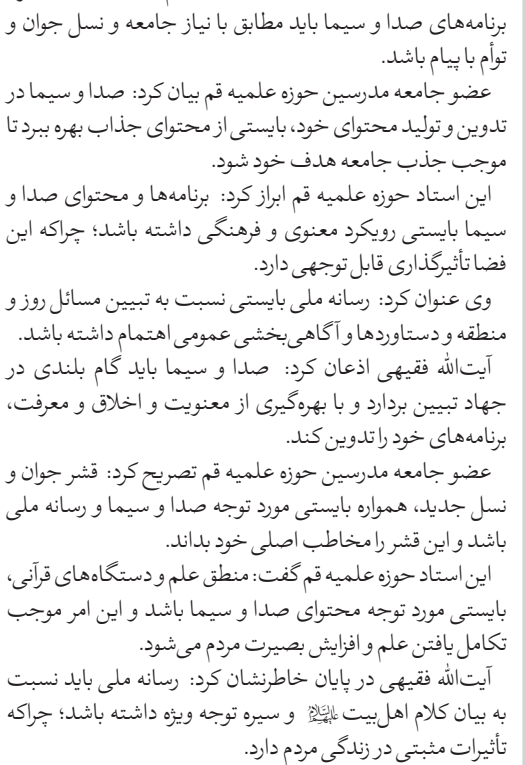 برنامه‌های صدا و سیما باید مطابق با نیاز جامعه و نسل جوان و
توأم با پیام باشد.
عضو جامعه مدرسین حوزه علمیه قم بیان کرد: صدا و سیما در
تدوین و تولید محتوای خود، بایستی از محتوای جذاب بهره ببرد تا
موجب جذب جامعه هدف خود شود.
این استاد حوزه علمیه قم ابراز کرد: برنامه‌ها و محتوای صدا و
سیما بایستی رویکرد معنوی و فرهنگی داشته باشد؛ چراکه این
فضا تأثیرگذاری قابل توجهی دارد.
وی عنوان کرد: رسانه ملی بایستی نسبت به تبیین مسائل روز و
منطقه و دستاوردها و آگاهی‌بخشی عمومی اهتمام داشته باشد.
آیت‌الله فقیهی اذعان کرد: صدا و سیما باید گام بلندی در
جهاد تبیین بردارد و با بهره‌گیری از معنویت و اخلاق و معرفت،
برنامه‌های خود را تدوین کند.
عضو جامعه مدرسین حوزه علمیه قم تصریح کرد: قشر جوان و
نسل جدید، همواره بایستی مورد توجه صدا و سیما و رسانه ملی
باشد و این قشر را مخاطب اصلی خود بداند.
این استاد حوزه علمیه قم گفت: منطق علم و دستگاه‌های قرآنی،
بایستی مورد توجه محتوای صدا و سیما باشد و این امر موجب
تکامل یافتن علم و افزایش بصیرت مردم می‌شود.
آیت‌الله فقیهی در پایان خاطرنشان کرد: رسانه ملی باید نسبت
به بیان کلام اهل‌بیت علیهم‌السلام و سیره توجه ویژه داشته باشد؛ چراکه
تأثیرات مثبتی در زندگی مردم دارد.